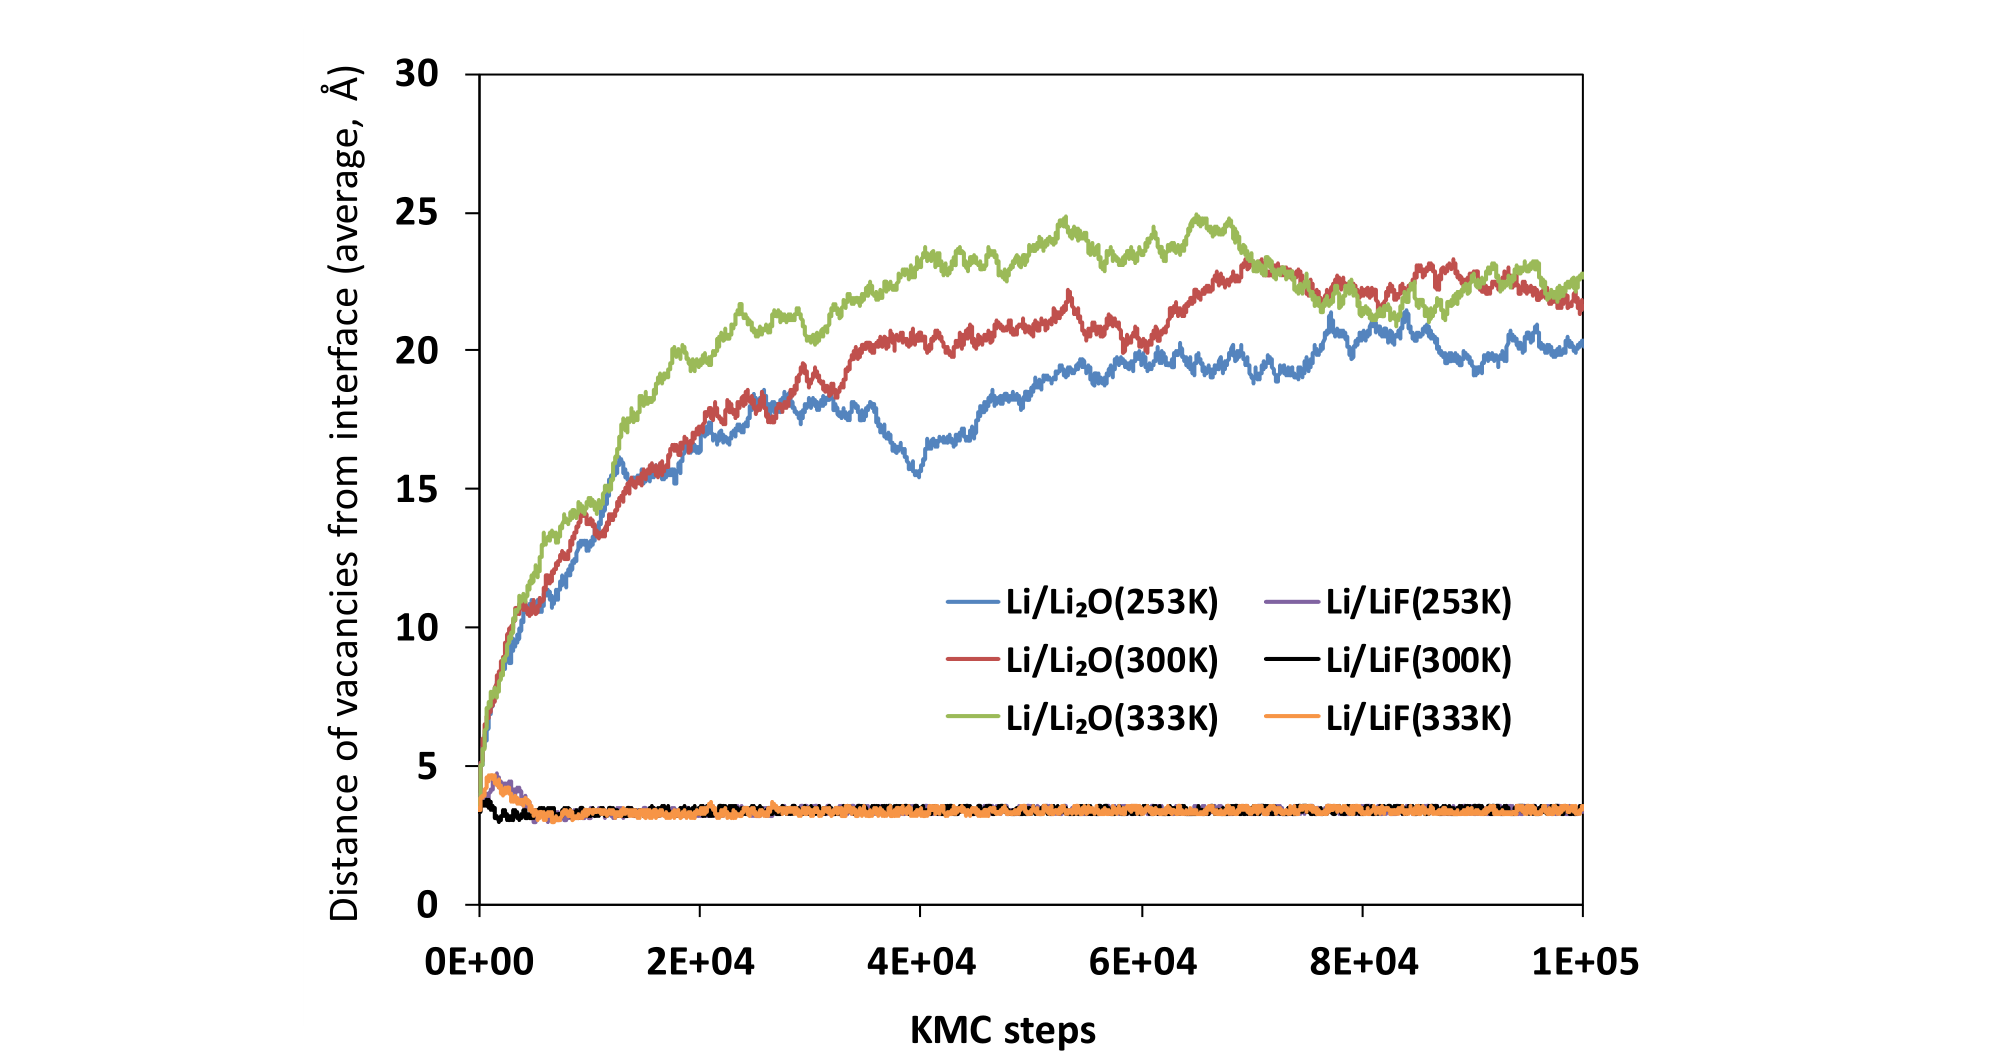 Distance of vacancies from interface (average, Å)
30
25
20
15
10
5
0
Li/Li₂O(253K) Li/LiF(253K)
Li/Li₂O(300K) Li/LiF(300K)
Li/Li₂O(333K) Li/LiF(333K)
0E+00 2E+04 4E+04 6E+04 8E+04 1E+05
KMC steps